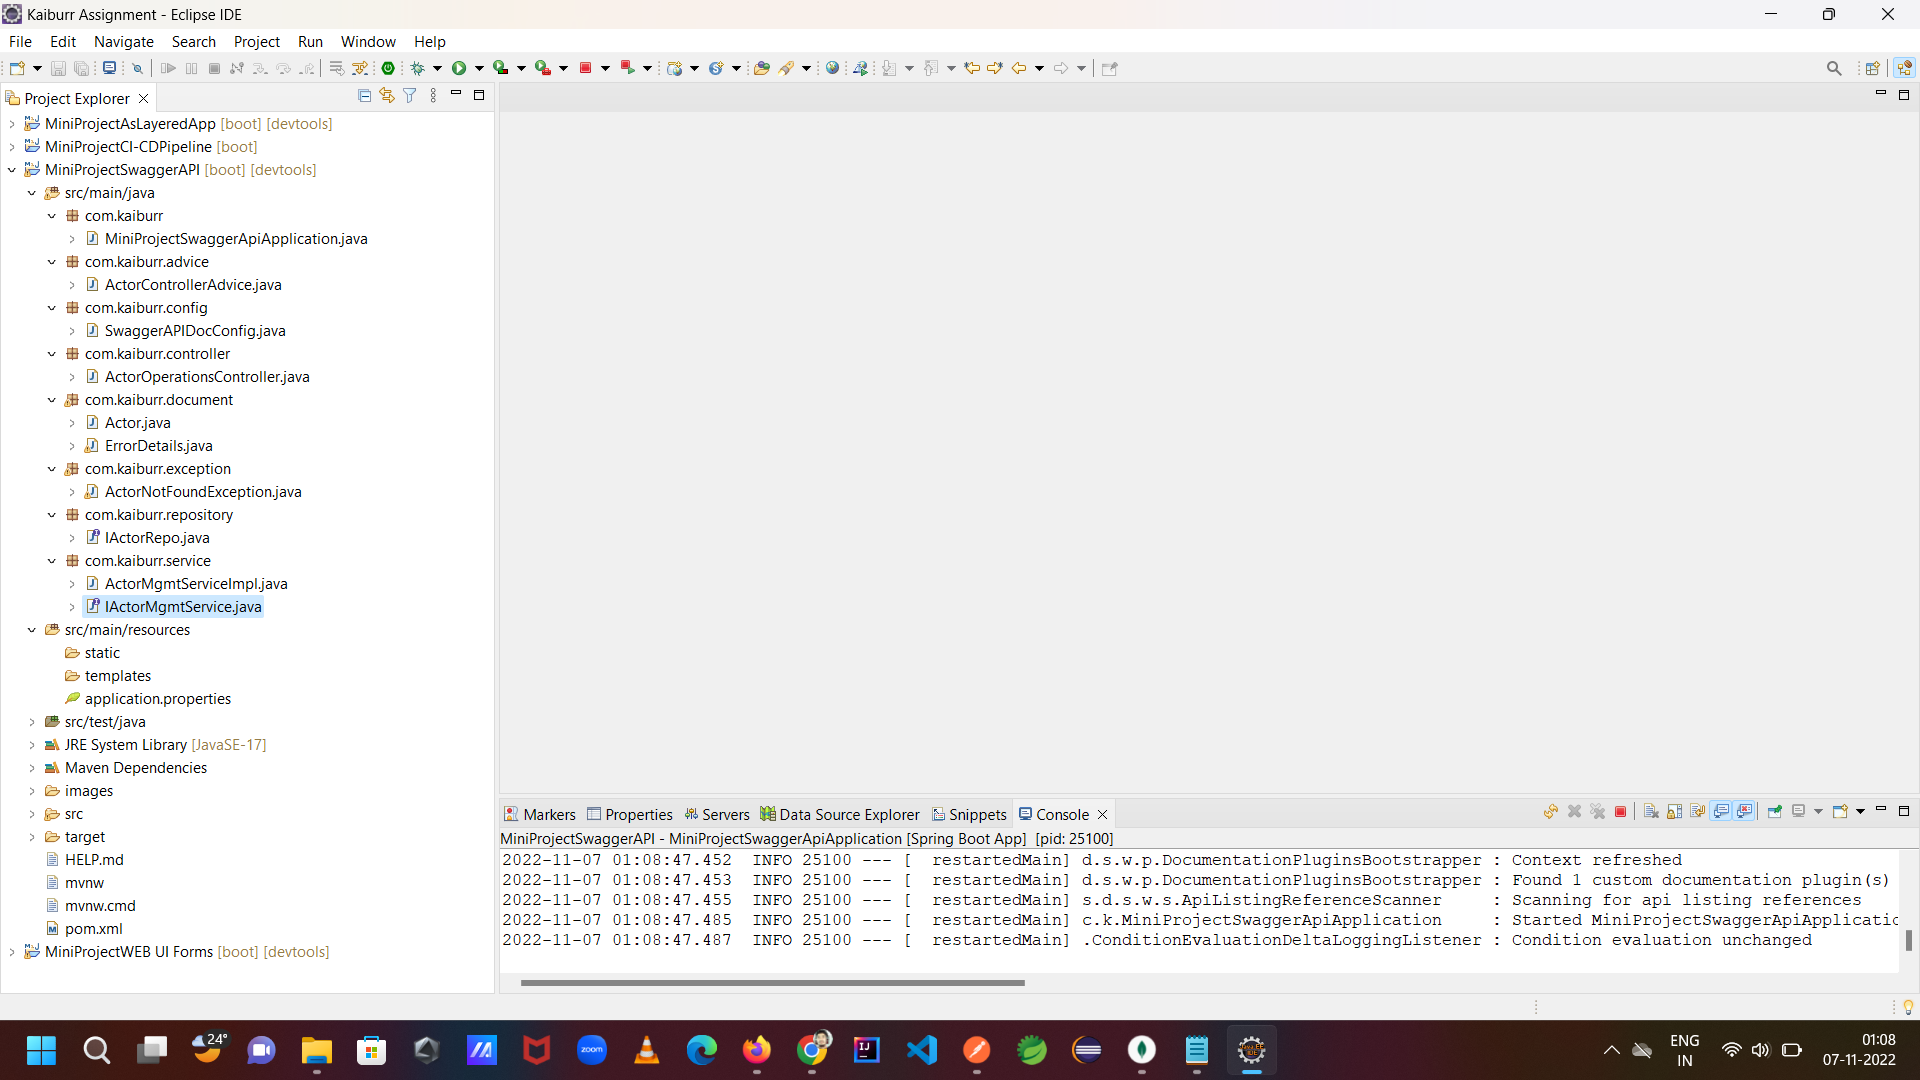 Kaiburr Assignment - Eclipse IDE
File Edit Navigate Search Project Run Window Help
Project Explorer
MiniProjectAsLayeredApp [boot] [devtools]
MiniProjectCI-CDPipeline [boot]
MiniProjectSwaggerAPI [boot] [devtools]
src/main/java
com.kaiburr
MiniProjectSwaggerApiApplication.java
com.kaiburr.advice
ActorControllerAdvice.java
com.kaiburr.config
SwaggerAPIDocConfig.java
com.kaiburr.controller
ActorOperationsController.java
com.kaiburr.document
Actor.java
ErrorDetails.java
com.kaiburr.exception
ActorNotFoundException.java
com.kaiburr.repository
IActorRepo.java
com.kaiburr.service
ActorMgmtServiceImpl.java
IActorMgmtService.java
src/main/resources
static
templates
application.properties
src/test/java
JRE System Library [JavaSE-17]
Maven Dependencies
images
src
target
HELP.md
mvnw
mvnw.cmd
pom.xml
MiniProjectWEB UI Forms [boot] [devtools]
Markers Properties Servers Data Source Explorer Snippets Console
MiniProjectSwaggerAPI - MiniProjectSwaggerApiApplication [Spring Boot App] [pid: 25100]
2022-11-07 01:08:47.452  INFO 25100 --- [  restartedMain] d.s.w.p.DocumentationPluginsBootstrapper : Context refreshed
2022-11-07 01:08:47.453  INFO 25100 --- [  restartedMain] d.s.w.p.DocumentationPluginsBootstrapper : Found 1 custom documentation plugin(s)
2022-11-07 01:08:47.455  INFO 25100 --- [  restartedMain] s.d.s.w.s.ApiListingReferenceScanner     : Scanning for api listing references
2022-11-07 01:08:47.485  INFO 25100 --- [  restartedMain] c.k.MiniProjectSwaggerApiApplication     : Started MiniProjectSwaggerApiApplicatio
2022-11-07 01:08:47.487  INFO 25100 --- [  restartedMain] .ConditionEvaluationDeltaLoggingListener : Condition evaluation unchanged
24°
zoom
IJ
ENG
IN
01:08
07-11-2022